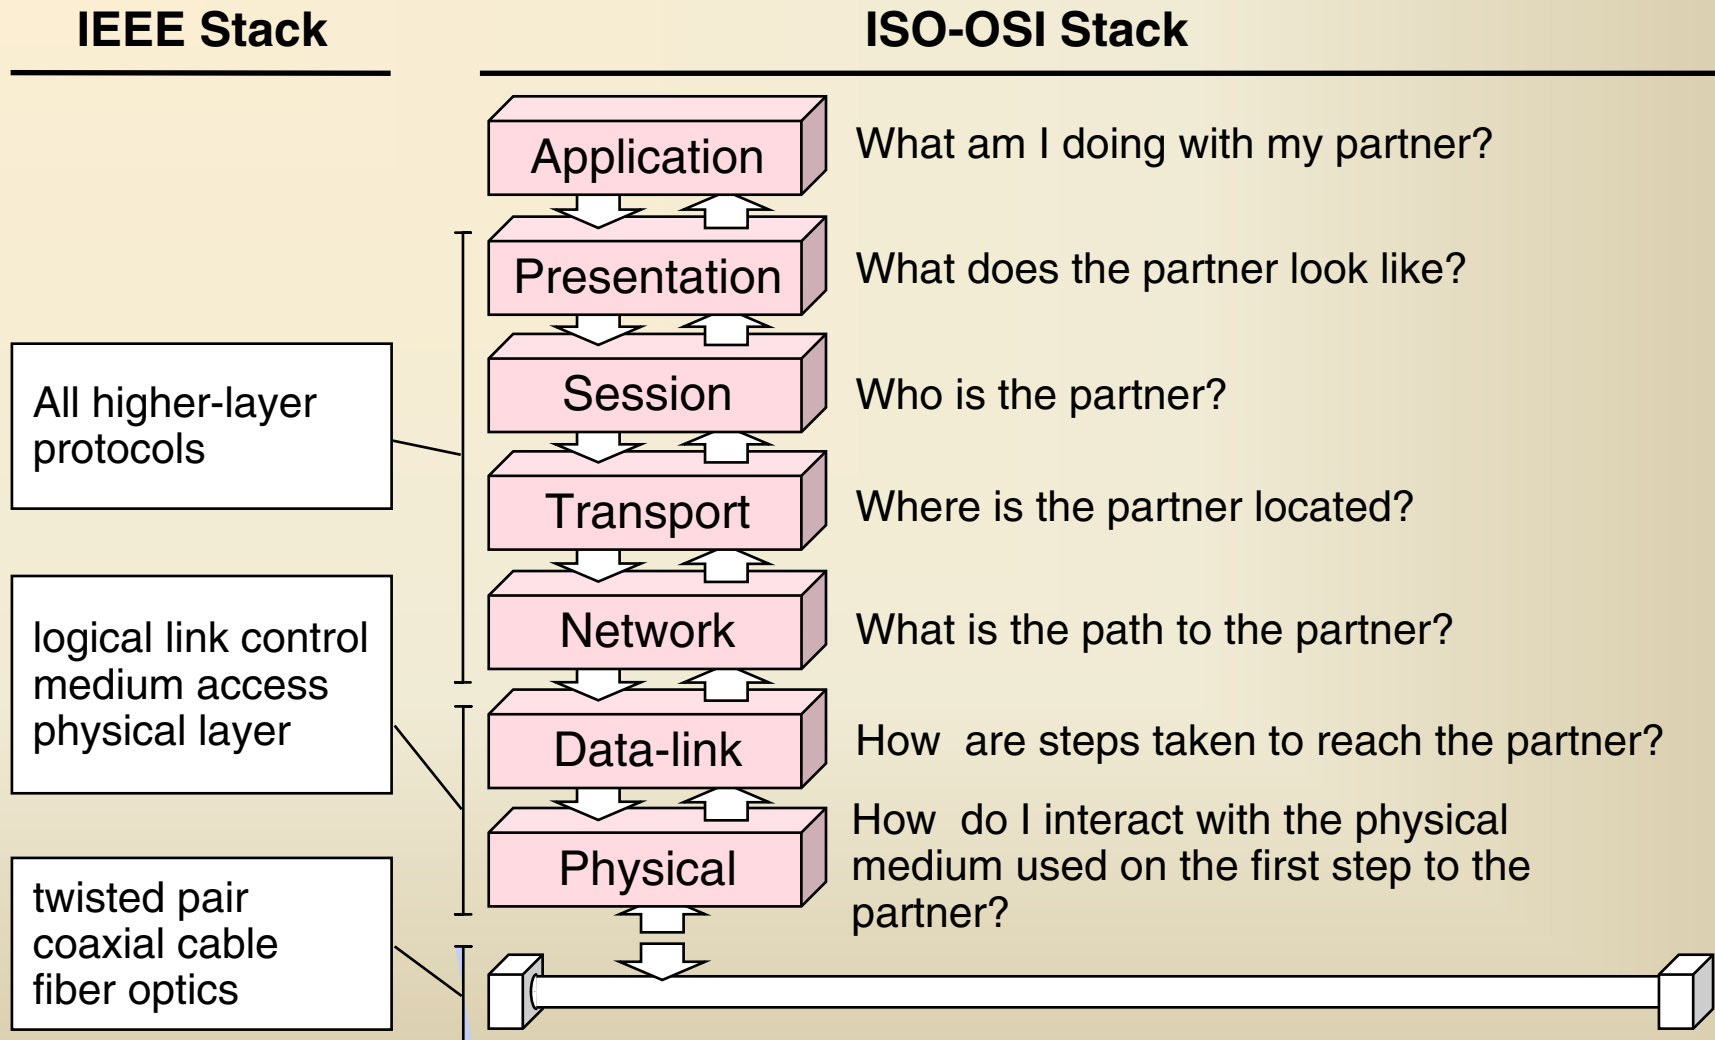 IEEE Stack
ISO-OSI Stack
Application
What am I doing with my partner?
Presentation
What does the partner look like?
Session
Who is the partner?
All higher-layer
protocols
Transport
Where is the partner located?
Network
What is the path to the partner?
logical link control
medium access
physical layer
Data-link
How are steps taken to reach the partner?
Physical
How do I interact with the physical
medium used on the first step to the
partner?
twisted pair
coaxial cable
fiber optics